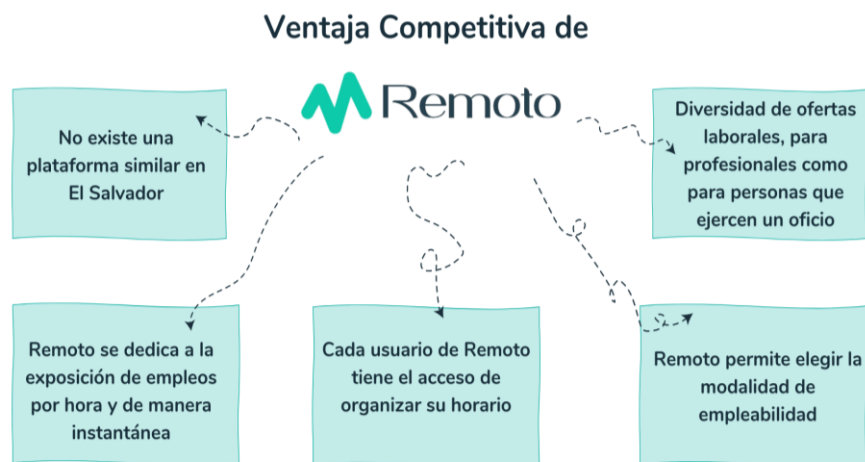 Ventaja Competitiva de
Remoto
No existe una
plataforma similar en
El Salvador
Diversidad de ofertas
laborales, para
profesionales como
para personas que
ejercen un oficio
Remoto se dedica a la
exposición de empleos
por hora y de manera
instantánea
Cada usuario de Remoto
tiene el acceso de
organizar su horario
Remoto permite elegir la
modalidad de
empleabilidad